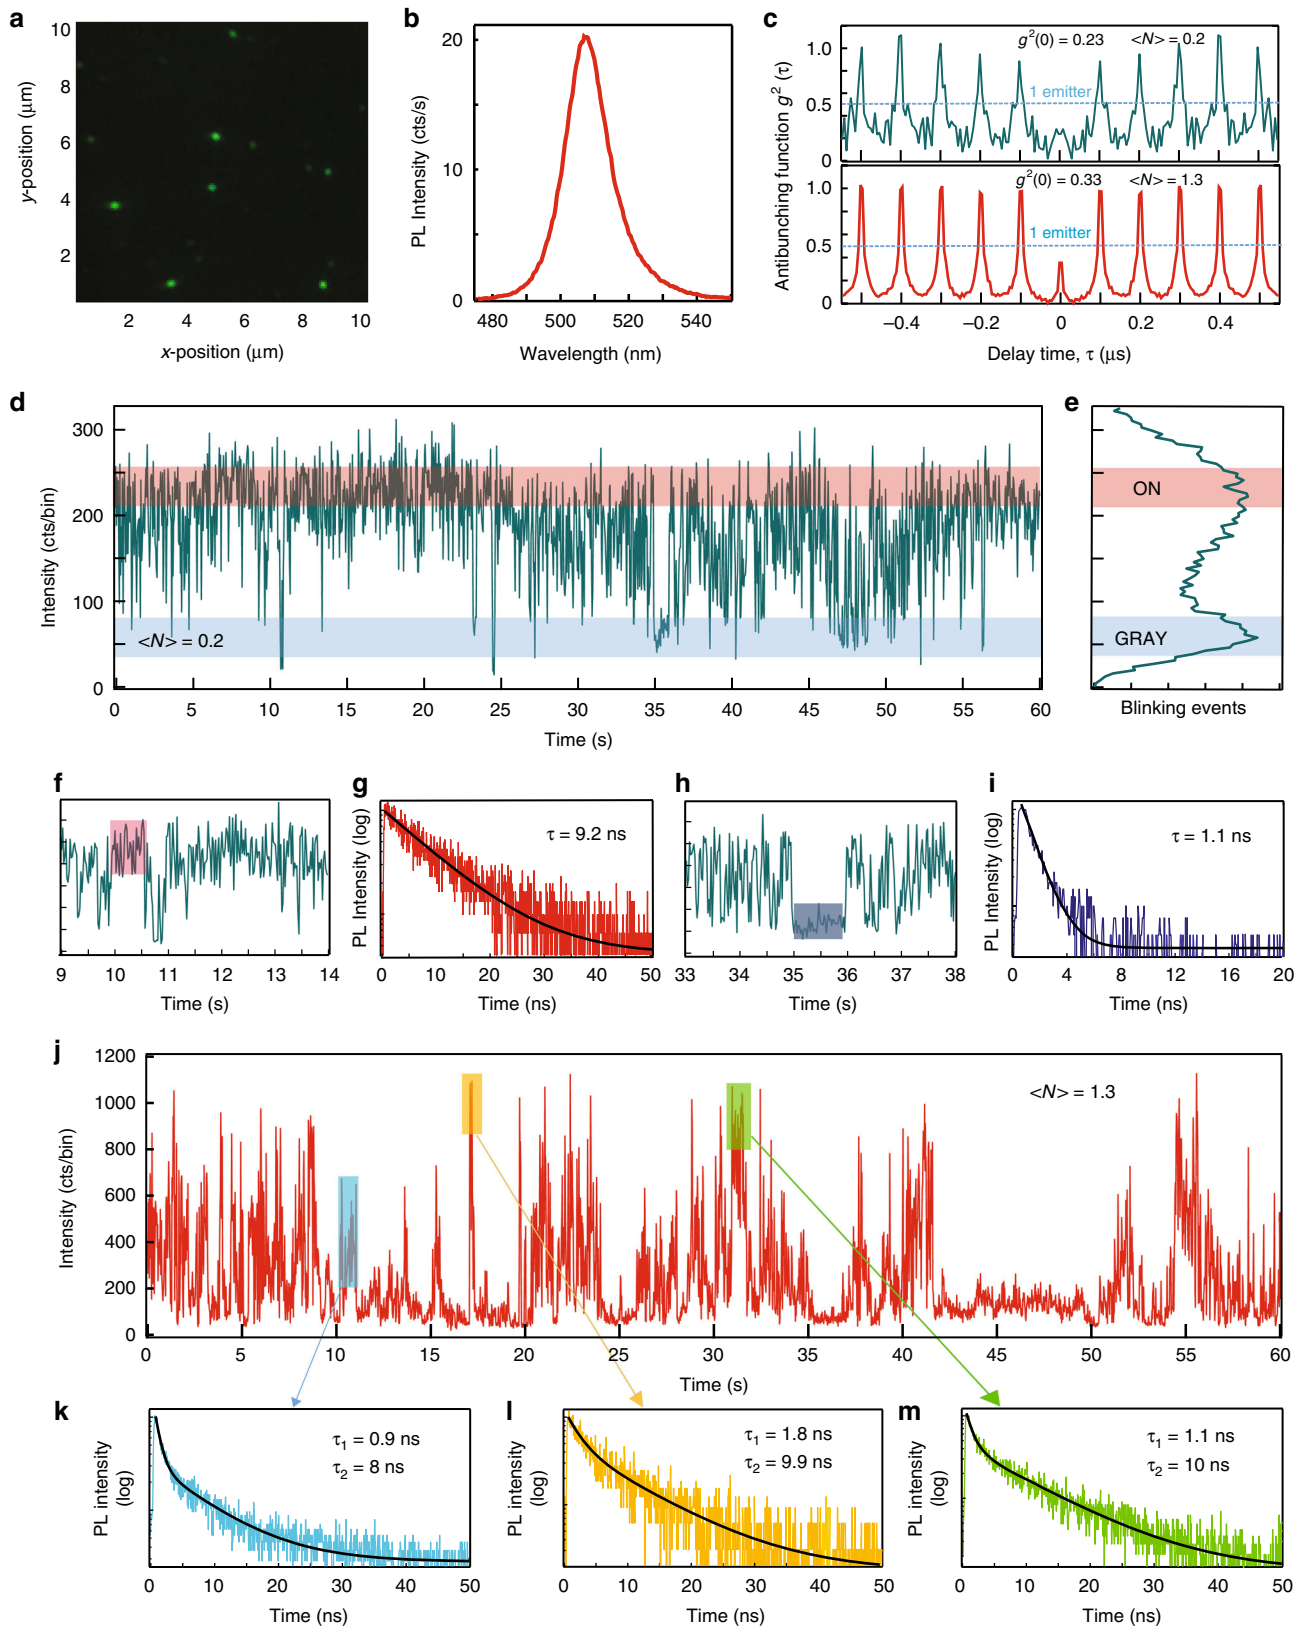 a
y-position (μm)
10
8
6
4
2
2 4 6 8 10
x-position (μm)
b
PL Intensity (cts/s)
20
10
0
480 500 520 540
Wavelength (nm)
c
Antibunching function g² (τ)
g²(0) = 0.23 <N> = 0.2
1.0
1 emitter
0.5
0
g²(0) = 0.33 <N> = 1.3
1.0
1 emitter
0.5
0
−0.4 −0.2 0 0.2 0.4
Delay time, τ (μs)
d
Intensity (cts/bin)
300
200
100
0
<N> = 0.2
0 5 10 15 20 25 30 35 40 45 50 55 60
Time (s)
e
ON
GRAY
Blinking events
f
9 10 11 12 13 14
Time (s)
g
PL Intensity (log)
τ = 9.2 ns
0 10 20 30 40 50
Time (ns)
h
33 34 35 36 37 38
Time (s)
i
PL Intensity (log)
τ = 1.1 ns
0 4 8 12 16 20
Time (ns)
j
Intensity (cts/bin)
1200
1000
800
600
400
200
0
<N> = 1.3
0 5 10 15 20 25 30 35 40 45 50 55 60
Time (s)
k
PL intensity
(log)
τ₁ = 0.9 ns
τ₂ = 8 ns
0 10 20 30 40 50
Time (ns)
l
PL intensity
(log)
τ₁ = 1.8 ns
τ₂ = 9.9 ns
0 10 20 30 40 50
Time (ns)
m
PL intensity
(log)
τ₁ = 1.1 ns
τ₂ = 10 ns
0 10 20 30 40 50
Time (ns)